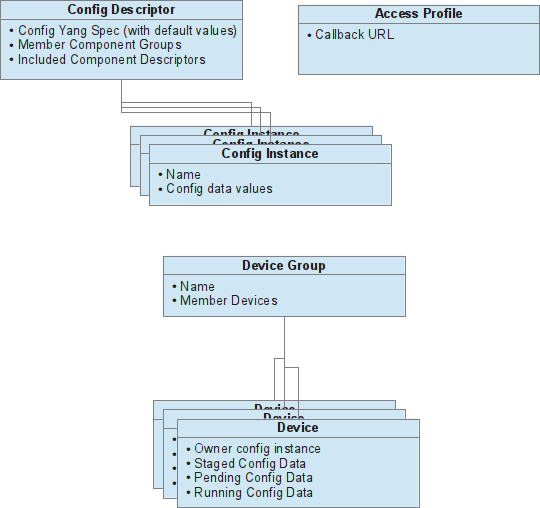 Config Descriptor
• Config Yang Spec (with default values)
• Member Component Groups
• Included Component Descriptors
Access Profile
• Callback URL
Config Instance
Config Instance
Config Instance
• Name
• Config data values
Device Group
• Name
• Member Devices
Device
Device
Device
• Owner config instance
• Staged Config Data
• Pending Config Data
• Running Config Data